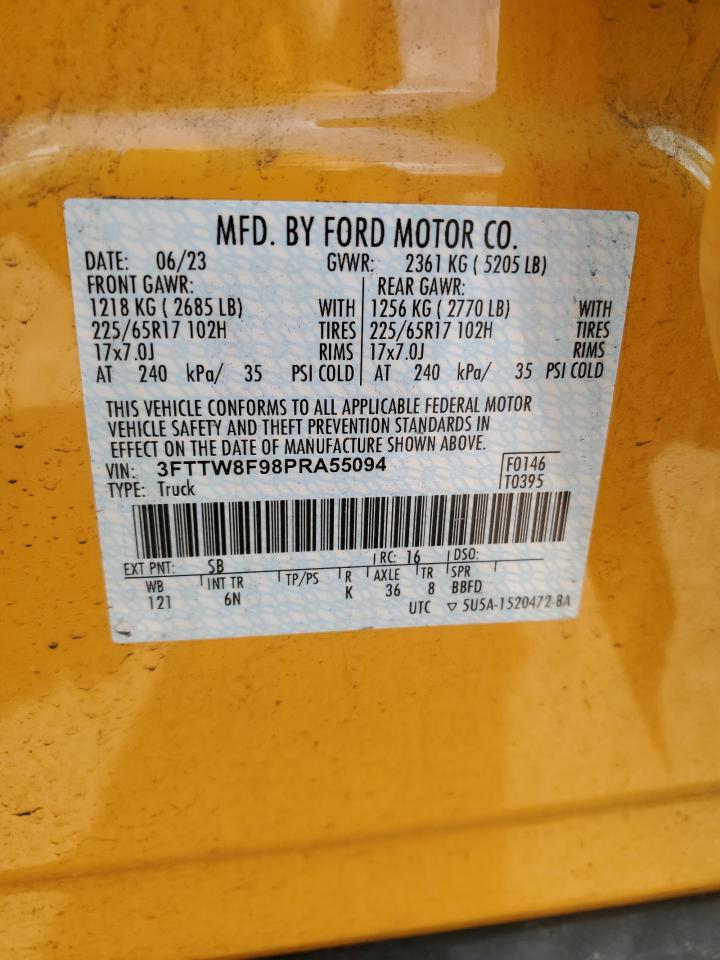 MFD. BY FORD MOTOR CO.
DATE: 06/23 GVWR: 2361 KG ( 5205 LB)
FRONT GAWR: REAR GAWR:
1218 KG ( 2685 LB) WITH 1256 KG ( 2770 LB) WITH
225/65R17 102H TIRES 225/65R17 102H TIRES
17x7.0J RIMS 17x7.0J RIMS
AT 240 kPa/ 35 PSI COLD AT 240 kPa/ 35 PSI COLD
THIS VEHICLE CONFORMS TO ALL APPLICABLE FEDERAL MOTOR
VEHICLE SAFETY AND THEFT PREVENTION STANDARDS IN
EFFECT ON THE DATE OF MANUFACTURE SHOWN ABOVE.
VIN: 3FTTW8F98PRA55094 F0146
TYPE: Truck T0395
EXT PNT: SB RC: 16 DSO:
WB INT TR TP/PS R AXLE TR SPR
121 6N K 36 8 BBFD
UTC ▽ 5U5A-1520472-BA